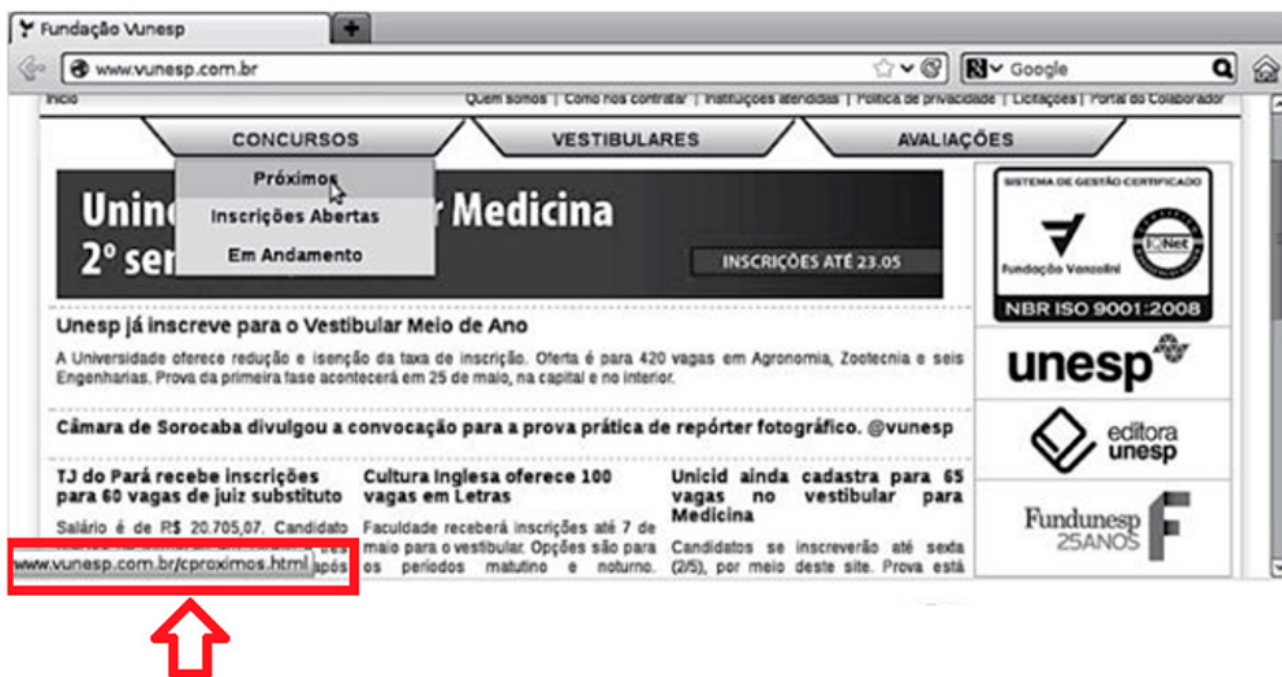 Fundação Vunesp
www.vunesp.com.br
Google
Início
Quem somos | Como nos contratar | Instituições atendidas | Política de privacidade | Licitações | Portal do Colaborador
CONCURSOS
VESTIBULARES
AVALIAÇÕES
Próximos
Inscrições Abertas
Em Andamento
Medicina
2º
INSCRIÇÕES ATÉ 23.05
SISTEMA DE GESTÃO CERTIFICADO
Fundação Vanzolini
IQNet
NBR ISO 9001:2008
Unesp já inscreve para o Vestibular Meio de Ano
A Universidade oferece redução e isenção da taxa de inscrição. Oferta é para 420 vagas em Agronomia, Zootecnia e seis
Engenharias. Prova da primeira fase acontecerá em 25 de maio, na capital e no interior.
unesp
Câmara de Sorocaba divulgou a convocação para a prova prática de repórter fotográfico. @vunesp
editora
unesp
TJ do Pará recebe inscrições
para 60 vagas de juiz substituto
Salário é de R$ 20.705,07. Candidato
após
www.vunesp.com.br/cproximos.html
Cultura Inglesa oferece 100
vagas em Letras
Faculdade receberá inscrições até 7 de
maio para o vestibular. Opções são para
os períodos matutino e noturno.
Unicid ainda cadastra para 65
vagas no vestibular para
Medicina
Candidatos se inscreverão até sexta
(2/5), por meio deste site. Prova está
Fundunesp
25ANOS